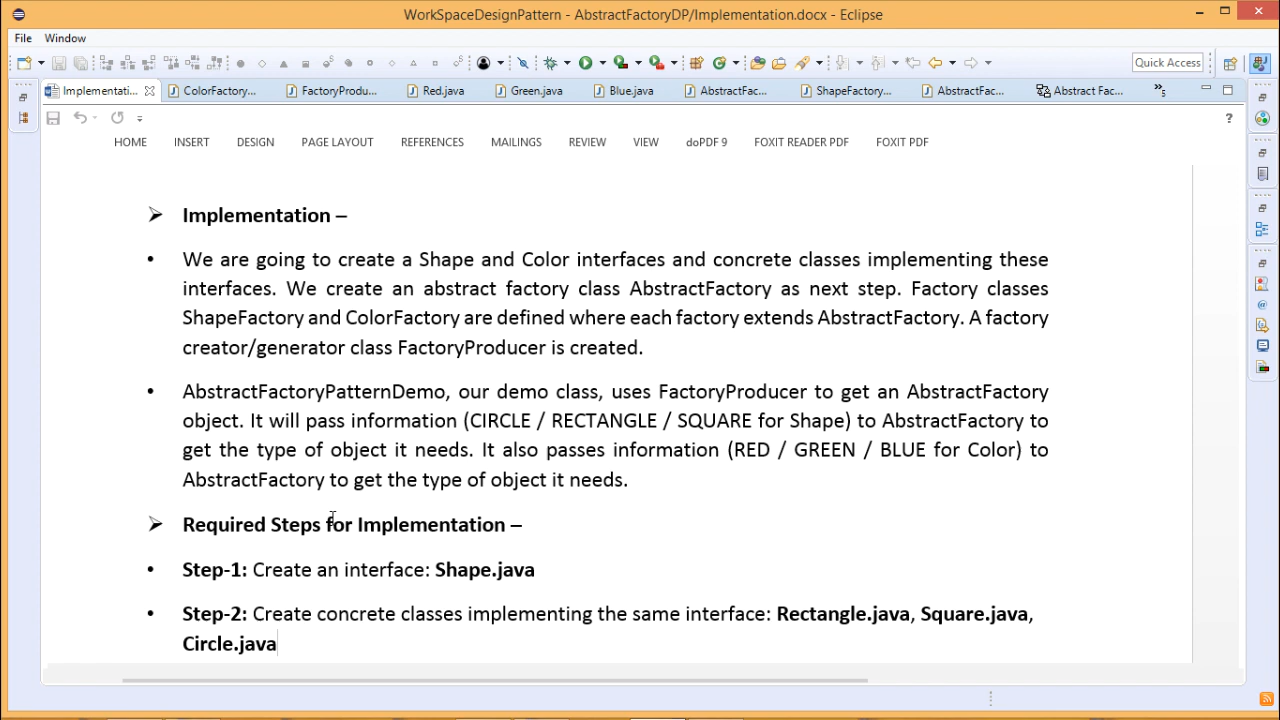 WorkSpaceDesignPattern - AbstractFactoryDP/Implementation.docx - Eclipse
File Window
Quick Access
Implementati... ColorFactory... FactoryProdu... Red.java Green.java Blue.java AbstractFac... ShapeFactory... AbstractFac... Abstract Fac... »5
?
HOME INSERT DESIGN PAGE LAYOUT REFERENCES MAILINGS REVIEW VIEW doPDF 9 FOXIT READER PDF FOXIT PDF
➢ Implementation –
• We are going to create a Shape and Color interfaces and concrete classes implementing these
interfaces. We create an abstract factory class AbstractFactory as next step. Factory classes
ShapeFactory and ColorFactory are defined where each factory extends AbstractFactory. A factory
creator/generator class FactoryProducer is created.
• AbstractFactoryPatternDemo, our demo class, uses FactoryProducer to get an AbstractFactory
object. It will pass information (CIRCLE / RECTANGLE / SQUARE for Shape) to AbstractFactory to
get the type of object it needs. It also passes information (RED / GREEN / BLUE for Color) to
AbstractFactory to get the type of object it needs.
➢ Required Steps for Implementation –
• Step-1: Create an interface: Shape.java
• Step-2: Create concrete classes implementing the same interface: Rectangle.java, Square.java,
Circle.java